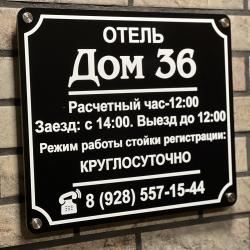 ОТЕЛЬ
Дом 36
Расчетный час-12:00
Заезд: с 14:00. Выезд до 12:00
Режим работы стойки регистрации:
КРУГЛОСУТОЧНО
8 (928) 557-15-44